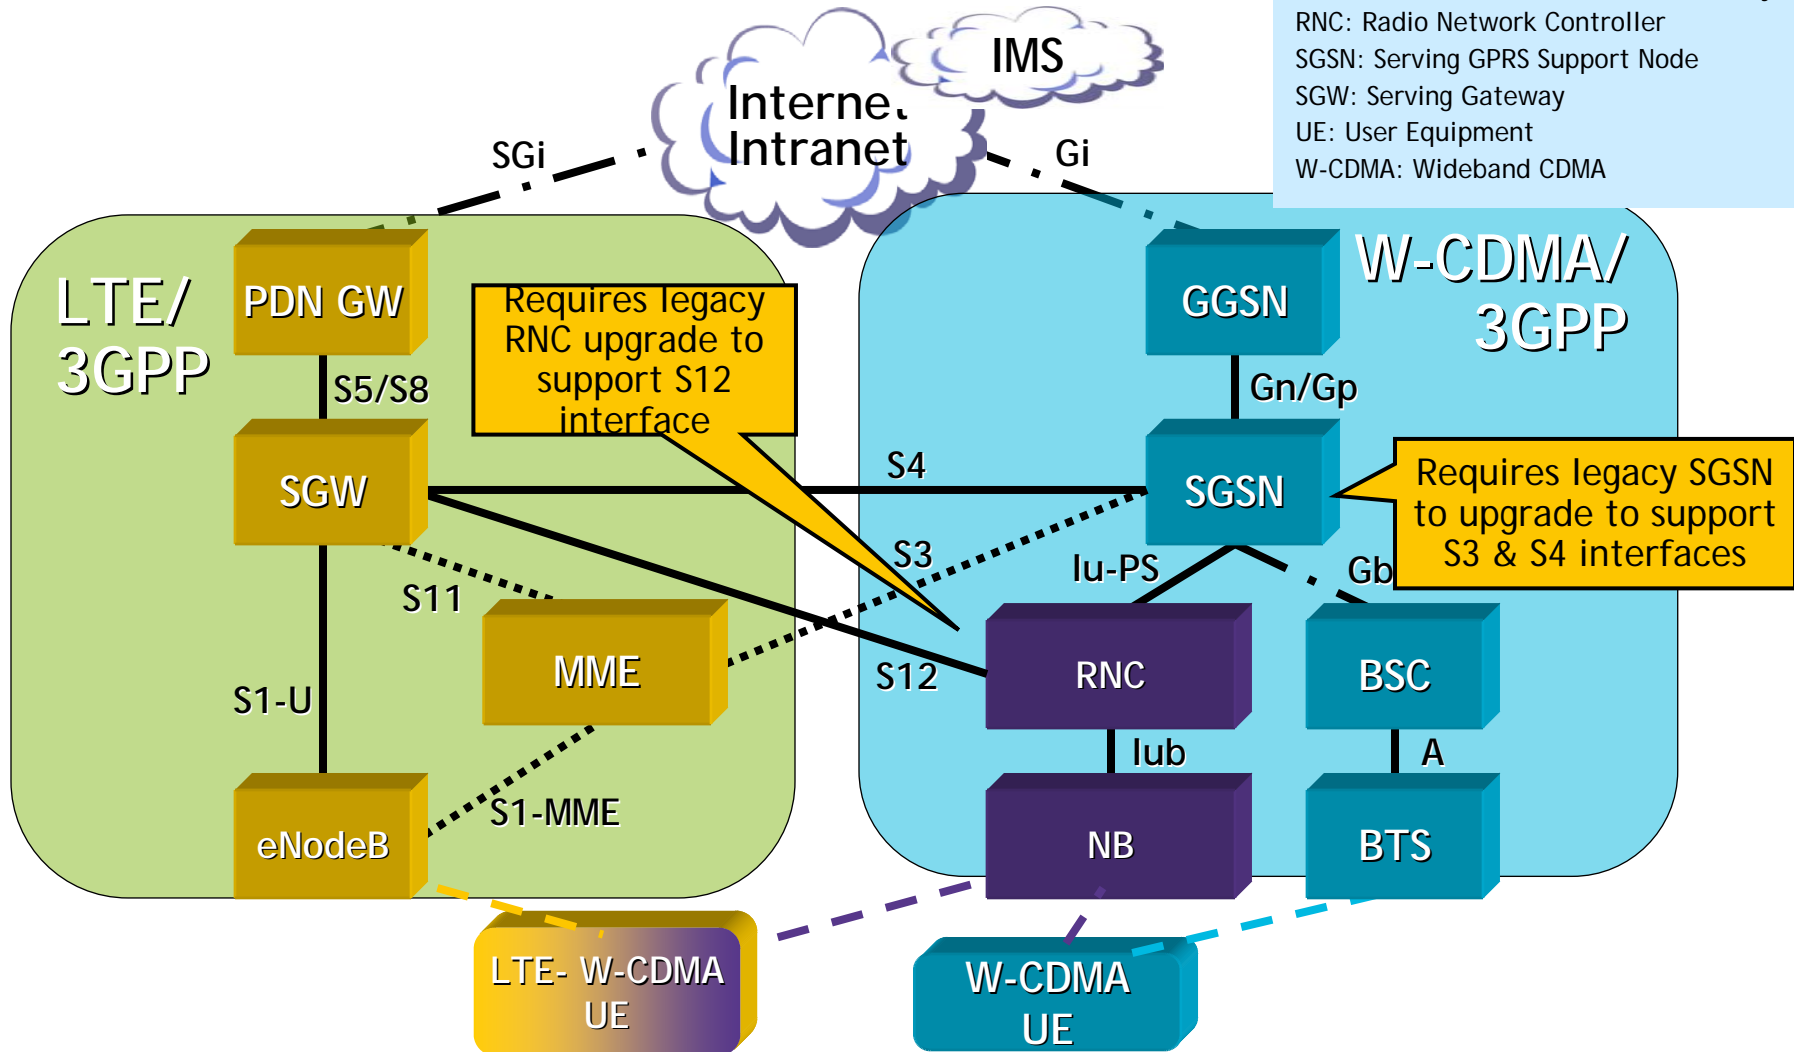 IMS
Internet
Intranet
RNC: Radio Network Controller
SGSN: Serving GPRS Support Node
SGW: Serving Gateway
UE: User Equipment
W-CDMA: Wideband CDMA
SGi
Gi
LTE/
3GPP
W-CDMA/
3GPP
PDN GW
Requires legacy
RNC upgrade to
support S12
interface
GGSN
S5/S8
Gn/Gp
SGW
S4
SGSN
Requires legacy SGSN
to upgrade to support
S3 & S4 interfaces
S3
Iu-PS
Gb
S11
MME
S12
RNC
BSC
S1-U
Iub
A
S1-MME
eNodeB
NB
BTS
LTE- W-CDMA
UE
W-CDMA
UE